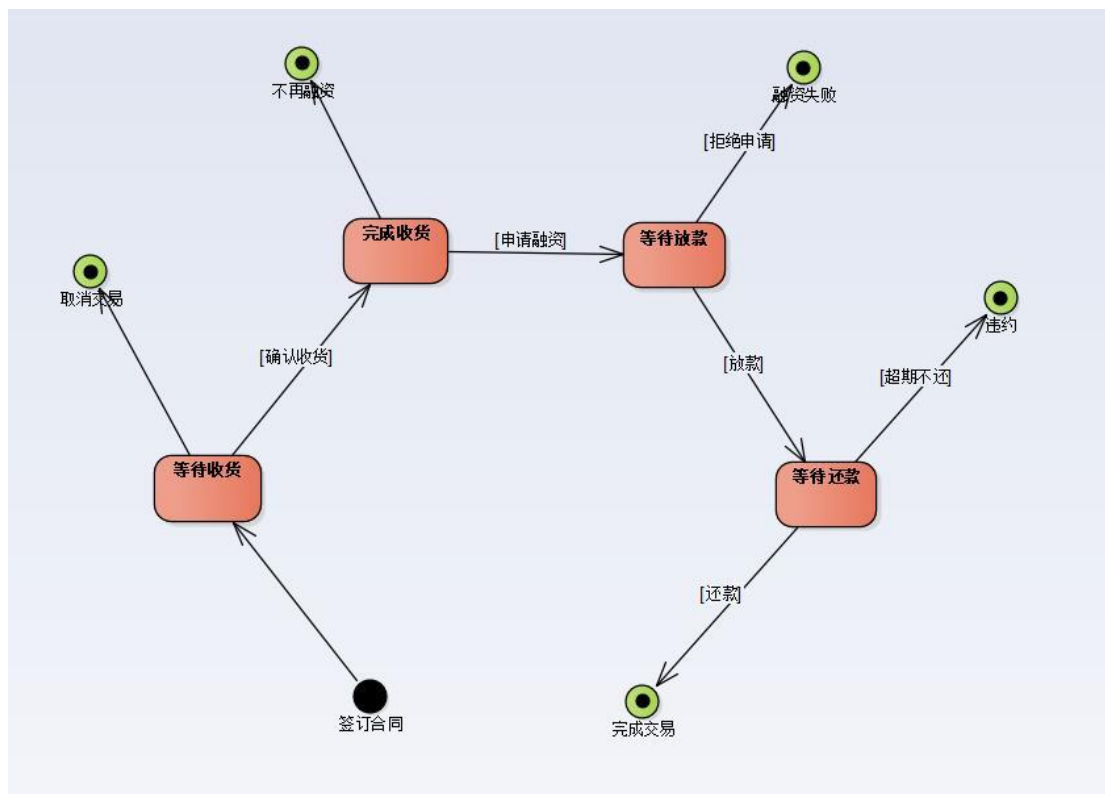 不再融资
融资失败
[拒绝申请]
完成收货
[申请融资]
等待放款
取消交易
违约
[确认收货]
[放款]
[超期不还]
等待收货
等待还款
[还款]
签订合同
完成交易